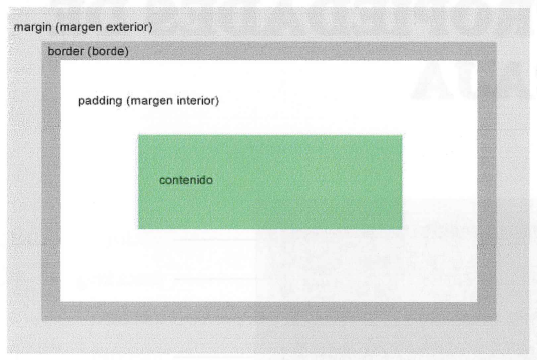 margin (margen exterior)
border (borde)
padding (margen interior)
contenido